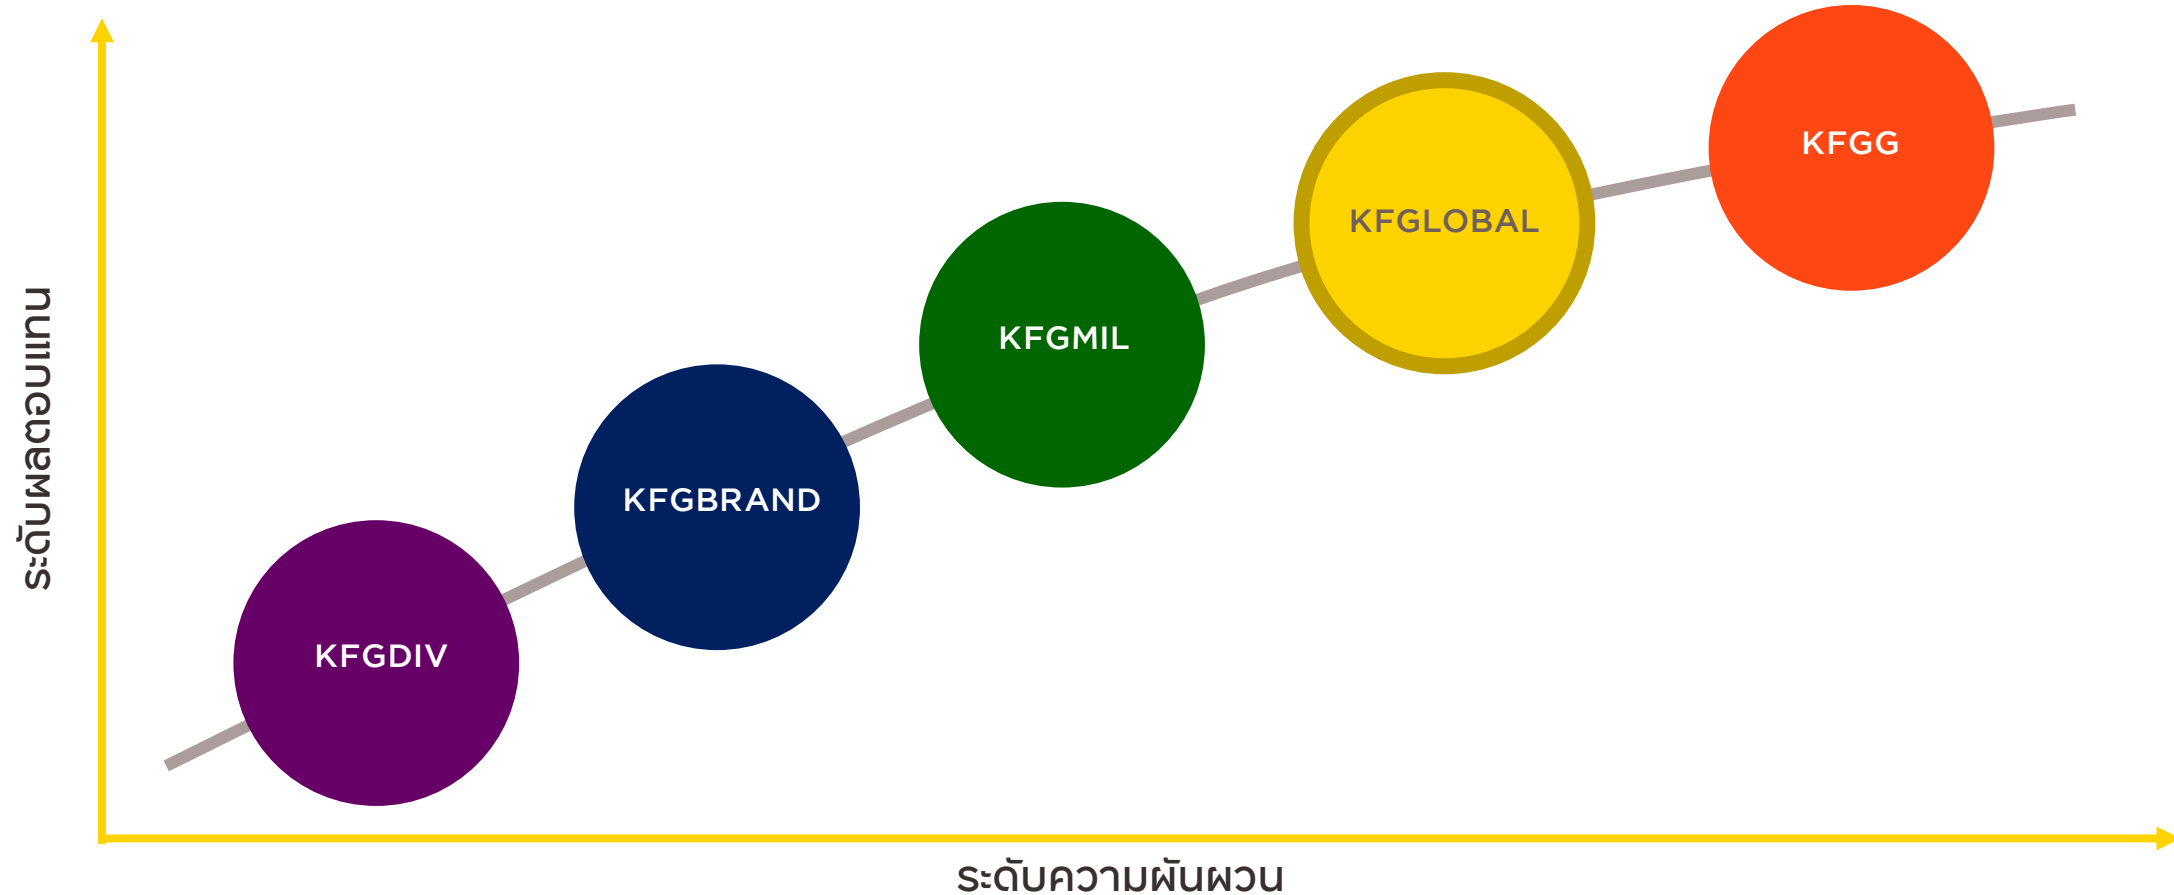 KFGG
KFGLOBAL
KFGMIL
KFGBRAND
KFGDIV
ระดับผลตอบแทน
ระดับความผันผวน